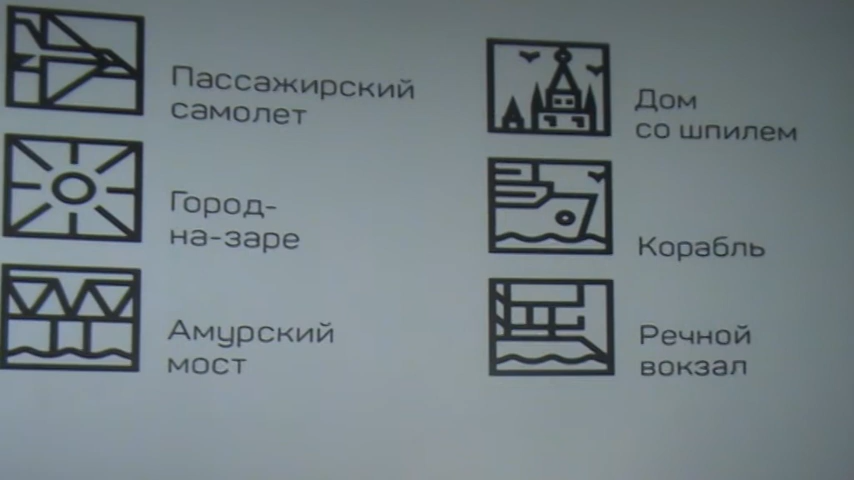 Пассажирский
самолет
Город-
на-заре
Амурский
мост
Дом
со шпилем
Корабль
Речной
вокзал